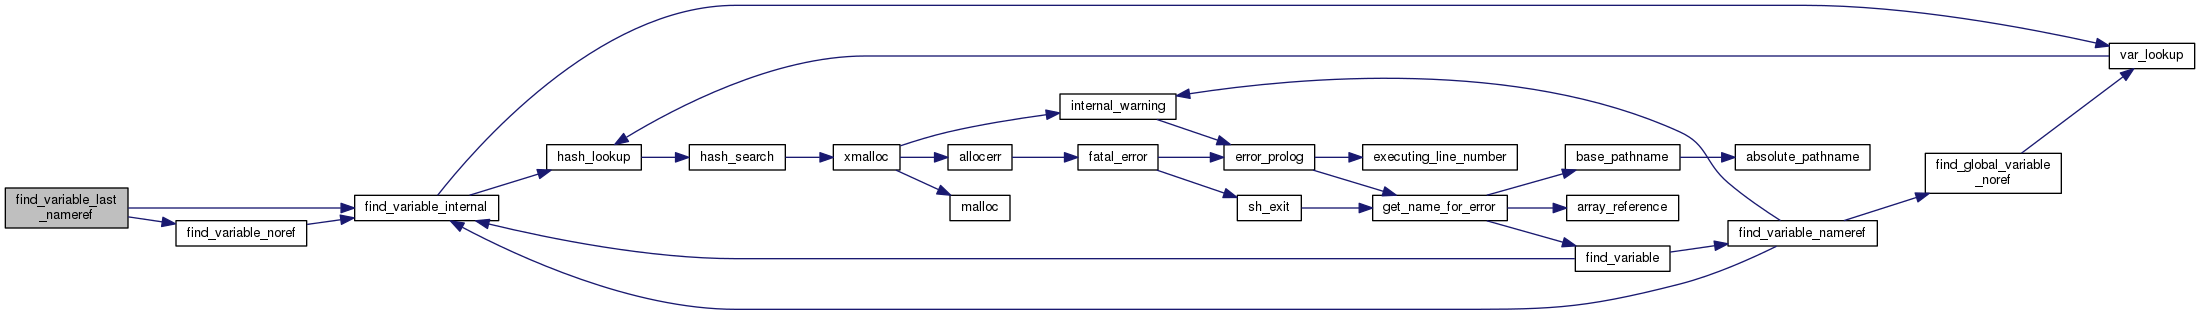 find_variable_last
_nameref
find_variable_noref
find_variable_internal
hash_lookup
hash_search
xmalloc
internal_warning
allocerr
malloc
fatal_error
error_prolog
sh_exit
executing_line_number
get_name_for_error
base_pathname
array_reference
find_variable
absolute_pathname
find_variable_nameref
find_global_variable
_noref
var_lookup